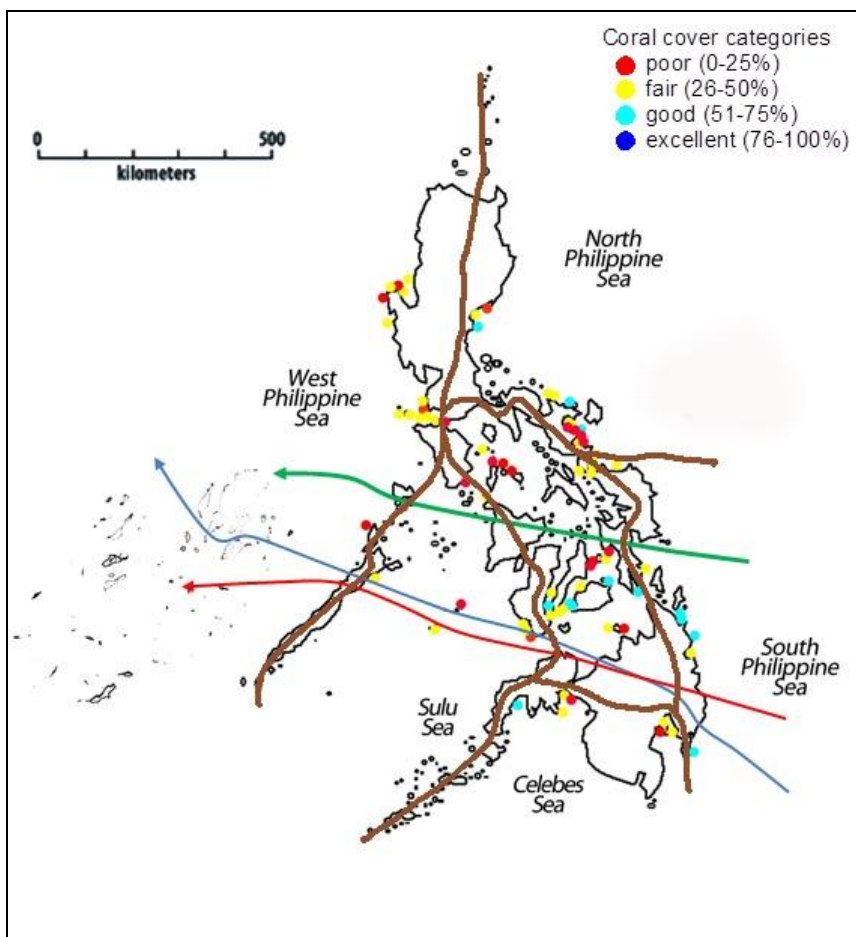 Coral cover categories
poor (0-25%)
fair (26-50%)
good (51-75%)
excellent (76-100%)
0 500
kilometers
North
Philippine
Sea
West
Philippine
Sea
South
Philippine
Sea
Sulu
Sea
Celebes
Sea